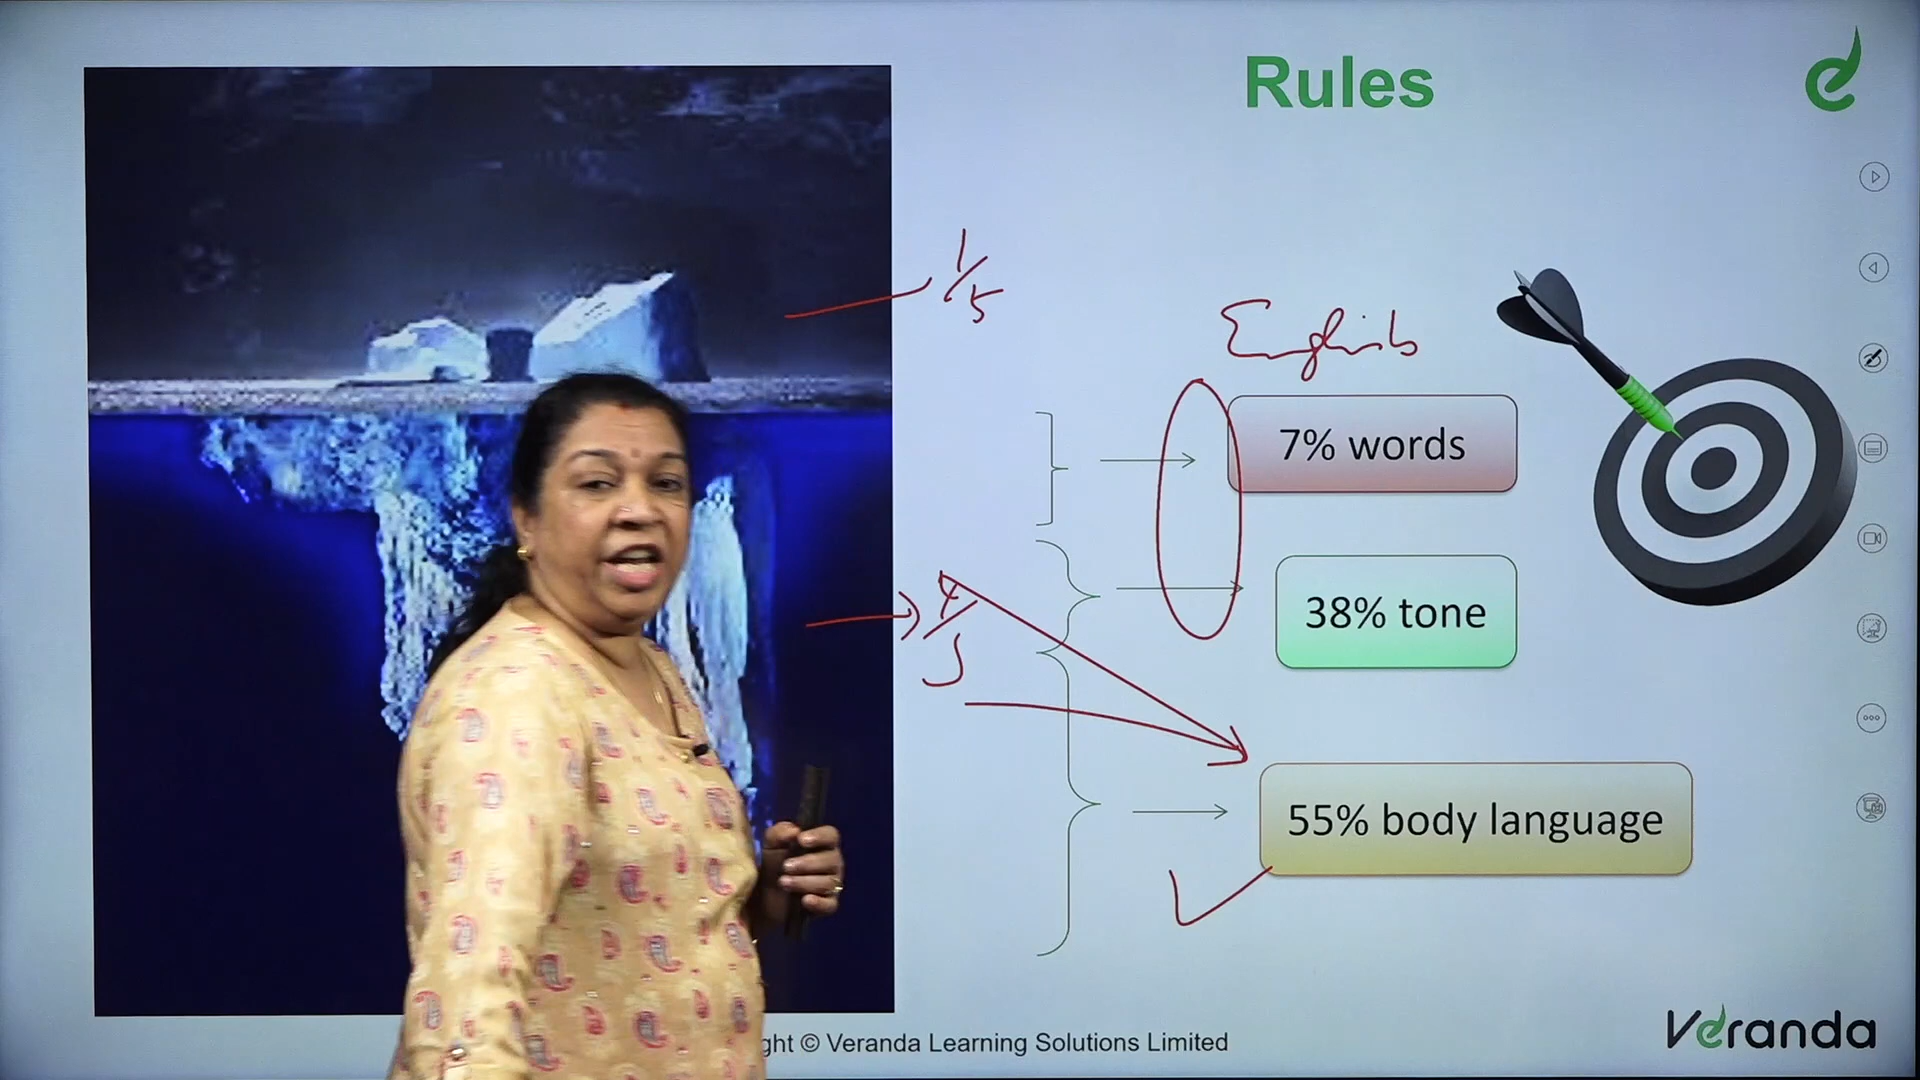 Rules
1/5
English
7% words
4/5
38% tone
55% body language
ght © Veranda Learning Solutions Limited
Veranda